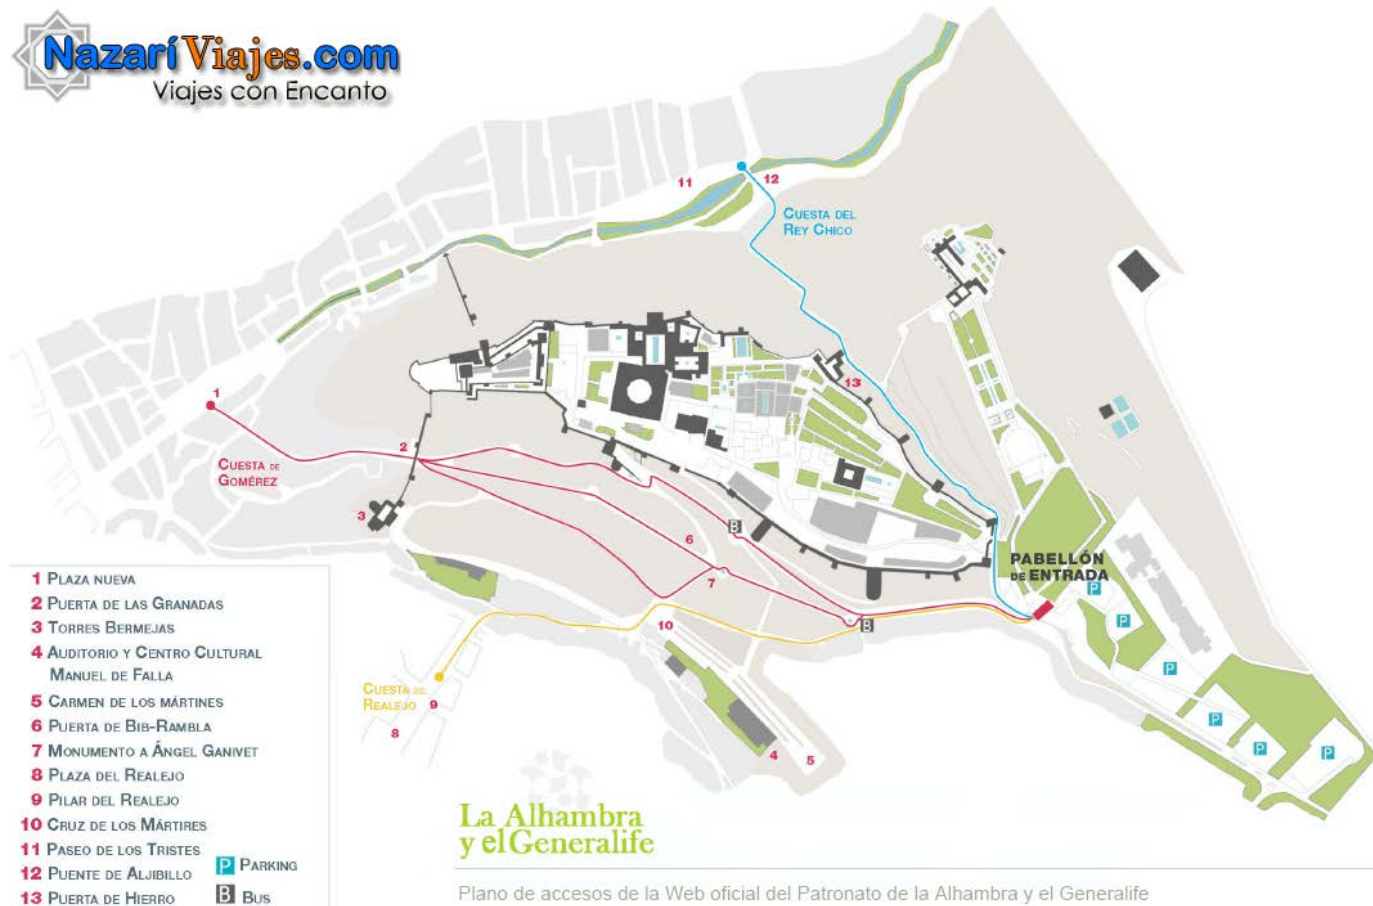 NazaríViajes.com
Viajes con Encanto
11
12
CUESTA DEL
REY CHICO
13
1
2
CUESTA DE
GOMÉREZ
3
B
6
7
PABELLÓN
DE ENTRADA
P
P
10
B
P
CUESTA DEL
REALEJO
9
8
P
P
P
4
5
1 PLAZA NUEVA
2 PUERTA DE LAS GRANADAS
3 TORRES BERMEJAS
4 AUDITORIO Y CENTRO CULTURAL
MANUEL DE FALLA
5 CARMEN DE LOS MÁRTINES
6 PUERTA DE BIB-RAMBLA
7 MONUMENTO A ÁNGEL GANIVET
8 PLAZA DEL REALEJO
9 PILAR DEL REALEJO
10 CRUZ DE LOS MÁRTIRES
11 PASEO DE LOS TRISTES
12 PUENTE DE ALJIBILLO
13 PUERTA DE HIERRO
P PARKING
B BUS
La Alhambra
y el Generalife
Plano de accesos de la Web oficial del Patronato de la Alhambra y el Generalife